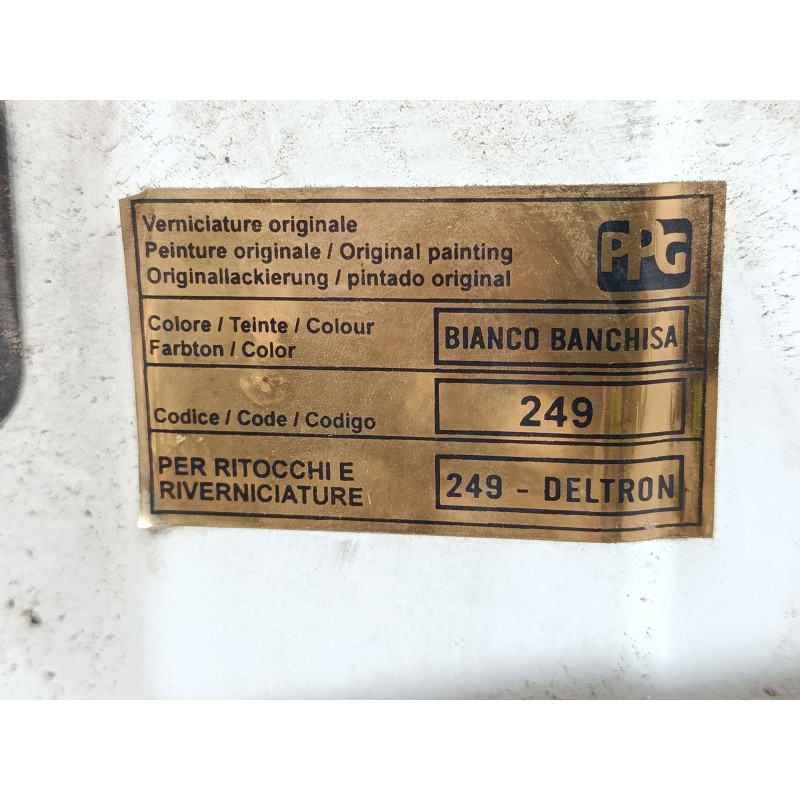 Verniciature originale
Peinture originale / Original painting
Originallackierung / pintado original
PPG
Colore / Teinte / Colour
Farbton / Color
BIANCO BANCHISA
Codice / Code / Codigo
249
PER RITOCCHI E
RIVERNICIATURE
249 - DELTRON